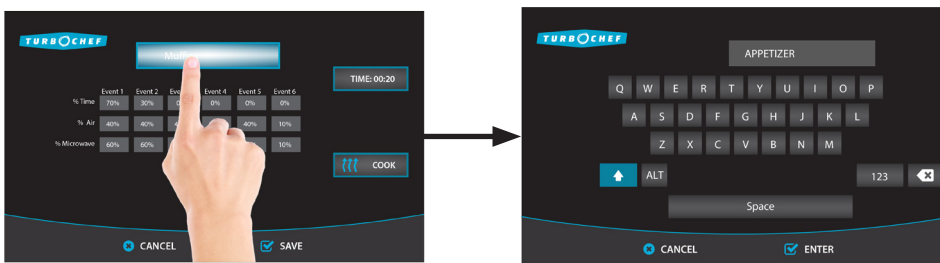 TURBOCHEF
TIME: 00:20
Event 1 Event 2 Event 4 Event 5 Event 6
% Time 70% 30% 0% 0% 0%
% Air 40% 40% 40% 10%
% Microwave 60% 60% 10%
COOK
CANCEL SAVE
TURBOCHEF
APPETIZER
Q W E R T Y U I O P
A S D F G H J K L
Z X C V B N M
ALT 123
Space
CANCEL ENTER